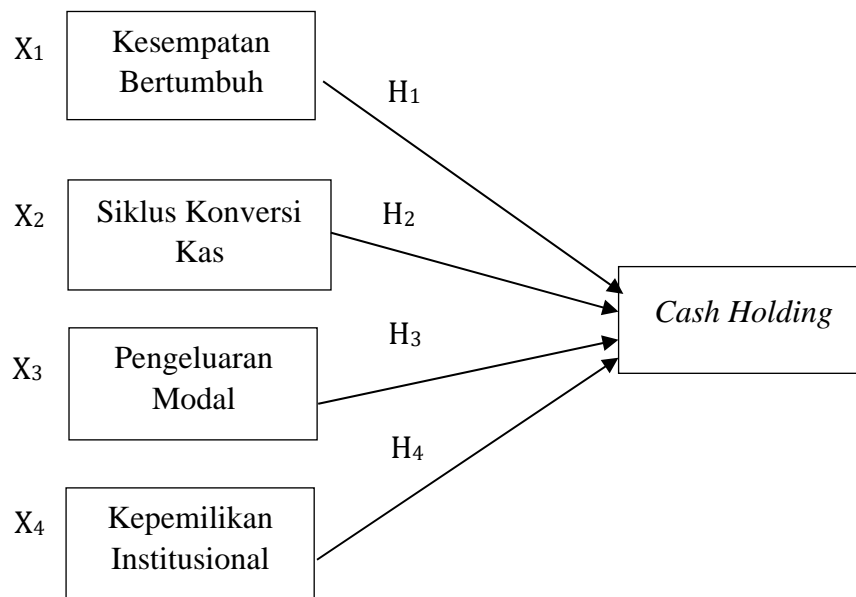 X1
Kesempatan
Bertumbuh
H1
X2
Siklus Konversi
Kas
H2
Cash Holding
X3
Pengeluaran
Modal
H3
X4
Kepemilikan
Institusional
H4